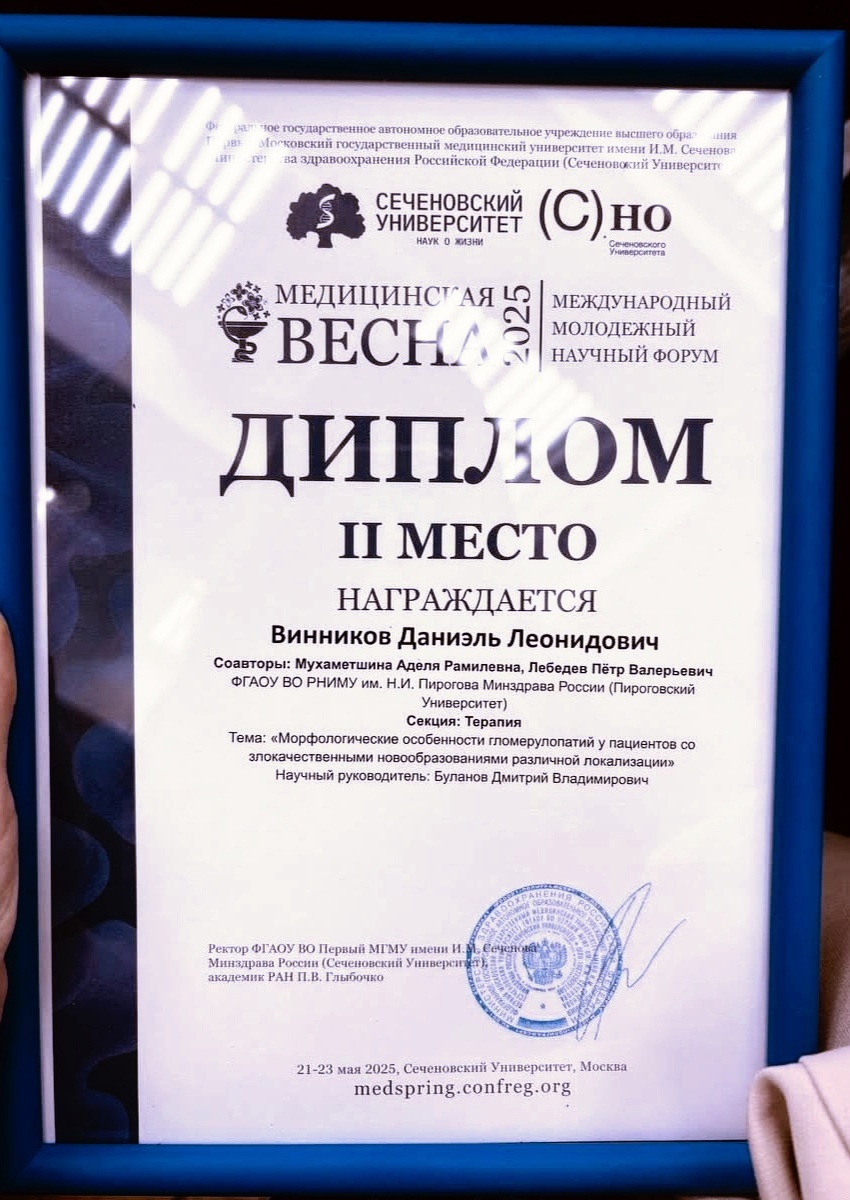 Федеральное государственное автономное образовательное учреждение высшего образования
Первый Московский государственный медицинский университет имени И.М. Сеченова
Министерства здравоохранения Российской Федерации (Сеченовский Университет
СЕЧЕНОВСКИЙ
УНИВЕРСИТЕТ
НАУК О ЖИЗНИ
(С) НО
Сеченовского
Университета
МЕДИЦИНСКАЯ
ВЕСНА
2025
МЕЖДУНАРОДНЫЙ
МОЛОДЕЖНЫЙ
НАУЧНЫЙ ФОРУМ
ДИПЛОМ
II МЕСТО
НАГРАЖДАЕТСЯ
Винников Даниэль Леонидович
Соавторы: Мухаметшина Аделя Рамилевна, Лебедев Пётр Валерьевич
ФГАОУ ВО РНИМУ им. Н.И. Пирогова Минздрава России (Пироговский
Университет)
Секция: Терапия
Тема: «Морфологические особенности гломерулопатий у пациентов со
злокачественными новообразованиями различной локализации»
Научный руководитель: Буланов Дмитрий Владимирович
Ректор ФГАОУ ВО Первый МГМУ имени И.М. Сеченова
Минздрава России (Сеченовский Университет),
академик РАН П.В. Глыбочко
21-23 мая 2025, Сеченовский Университет, Москва
medspring.confreg.org